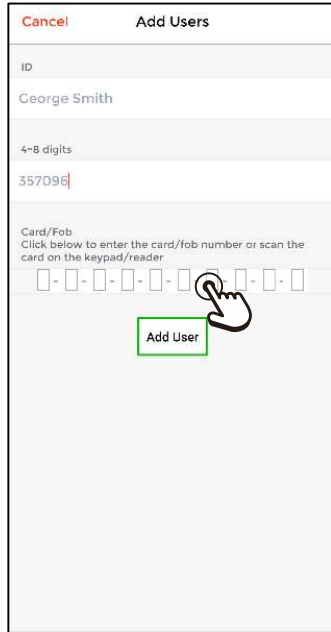 Cancel Add Users
ID
George Smith
4~8 digits
357096
Card/Fob
Click below to enter the card/fob number or scan the
card on the keypad/reader
Add User